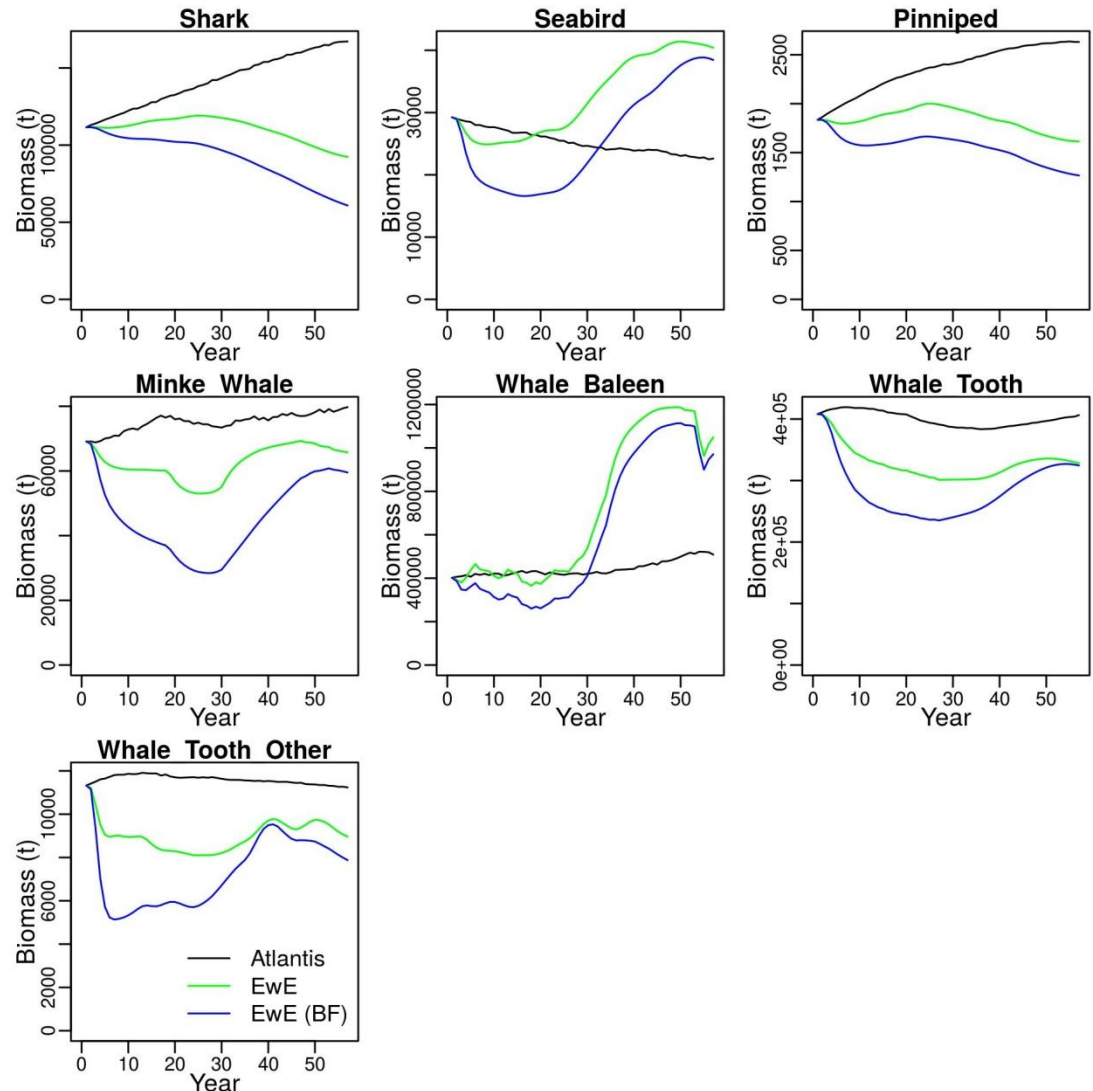 Shark
Biomass (t)
0 50000 100000
0 10 20 30 40 50
Year
Seabird
Biomass (t)
0 10000 30000
0 10 20 30 40 50
Year
Pinniped
Biomass (t)
0 500 1500 2500
0 10 20 30 40 50
Year
Minke Whale
Biomass (t)
0 20000 60000
0 10 20 30 40 50
Year
Whale Baleen
Biomass (t)
0 400000 800000 1200000
0 10 20 30 40 50
Year
Whale Tooth
Biomass (t)
0e+00 2e+05 4e+05
0 10 20 30 40 50
Year
Whale Tooth Other
Biomass (t)
0 2000 6000 10000
0 10 20 30 40 50
Year
Atlantis
EwE
EwE (BF)